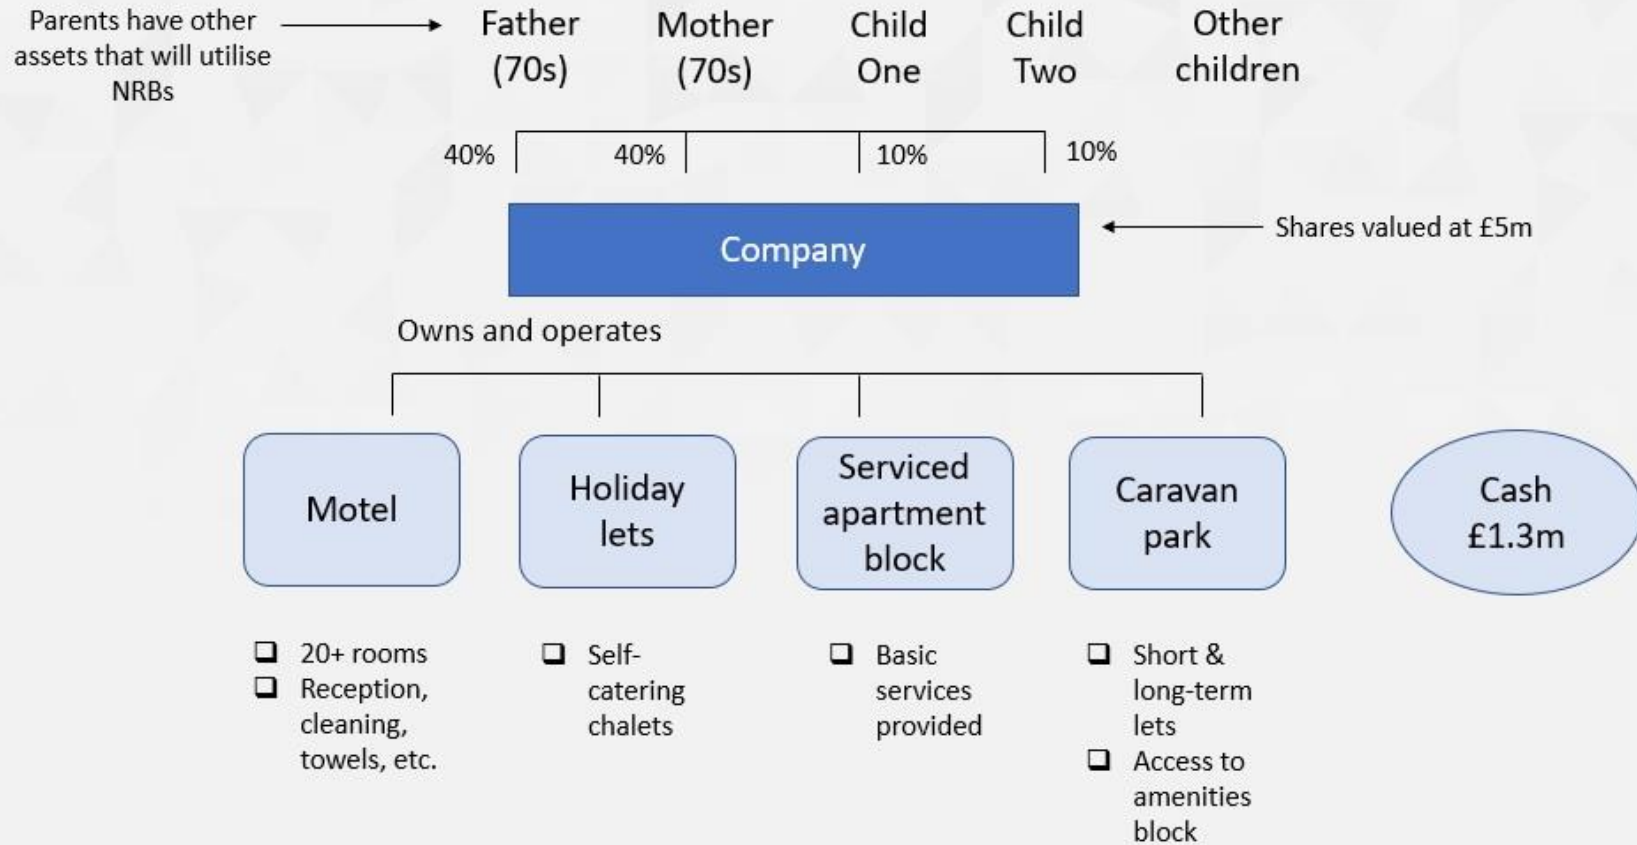 Parents have other
assets that will utilise
NRBs
Father
(70s)
Mother
(70s)
Child
One
Child
Two
Other
children
40%
40%
10%
10%
Company
Shares valued at £5m
Owns and operates
Motel
Holiday
lets
Serviced
apartment
block
Caravan
park
Cash
£1.3m
20+ rooms
Reception,
cleaning,
towels, etc.
Self-
catering
chalets
Basic
services
provided
Short &
long-term
lets
Access to
amenities
block